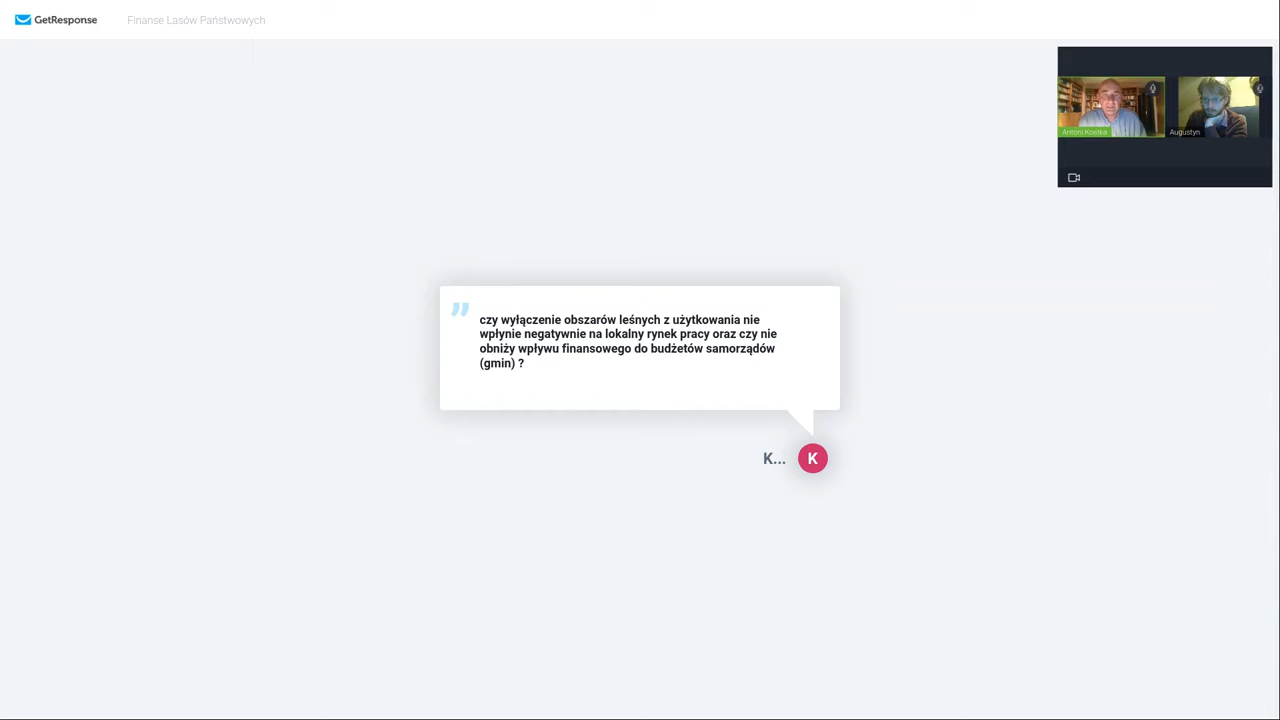 GetResponse
Finanse Lasów Państwowych
Antoni Kostka
Augustyn
”
czy wyłączenie obszarów leśnych z użytkowania nie
wpłynie negatywnie na lokalny rynek pracy oraz czy nie
obniży wpływu finansowego do budżetów samorządów
(gmin) ?
K...
K